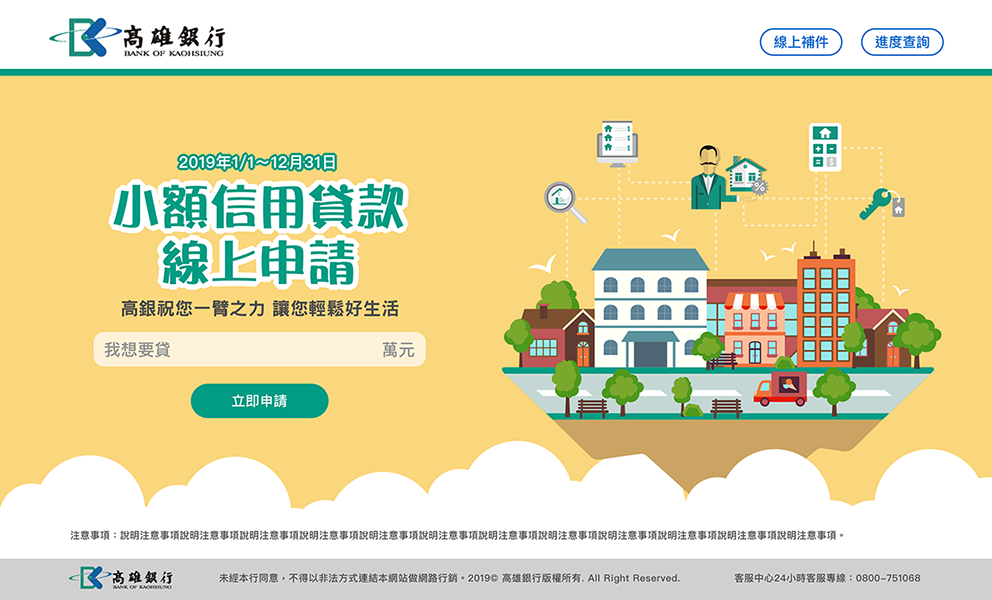 高雄銀行
BANK OF KAOHSIUNG
線上補件
進度查詢
2019年1/1～12月31日
小額信用貸款
線上申請
高銀祝您一臂之力 讓您輕鬆好生活
我想要貸 萬元
立即申請
%
注意事項：說明注意事項說明注意事項說明注意事項說明注意事項說明注意事項說明注意事項說明注意事項說明注意事項說明注意事項說明注意事項說明注意事項說明注意事項。
高雄銀行
BANK OF KAOHSIUNG
未經本行同意，不得以非法方式連結本網站做網路行銷。2019© 高雄銀行版權所有. All Right Reserved.
客服中心24小時客服專線：0800-751068